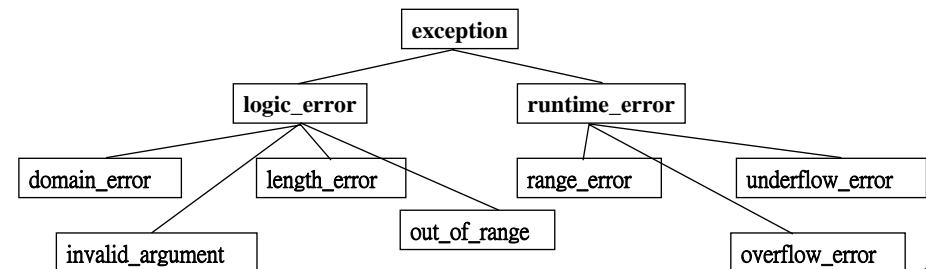 exception
logic_error
runtime_error
domain_error
length_error
range_error
underflow_error
out_of_range
invalid_argument
overflow_error